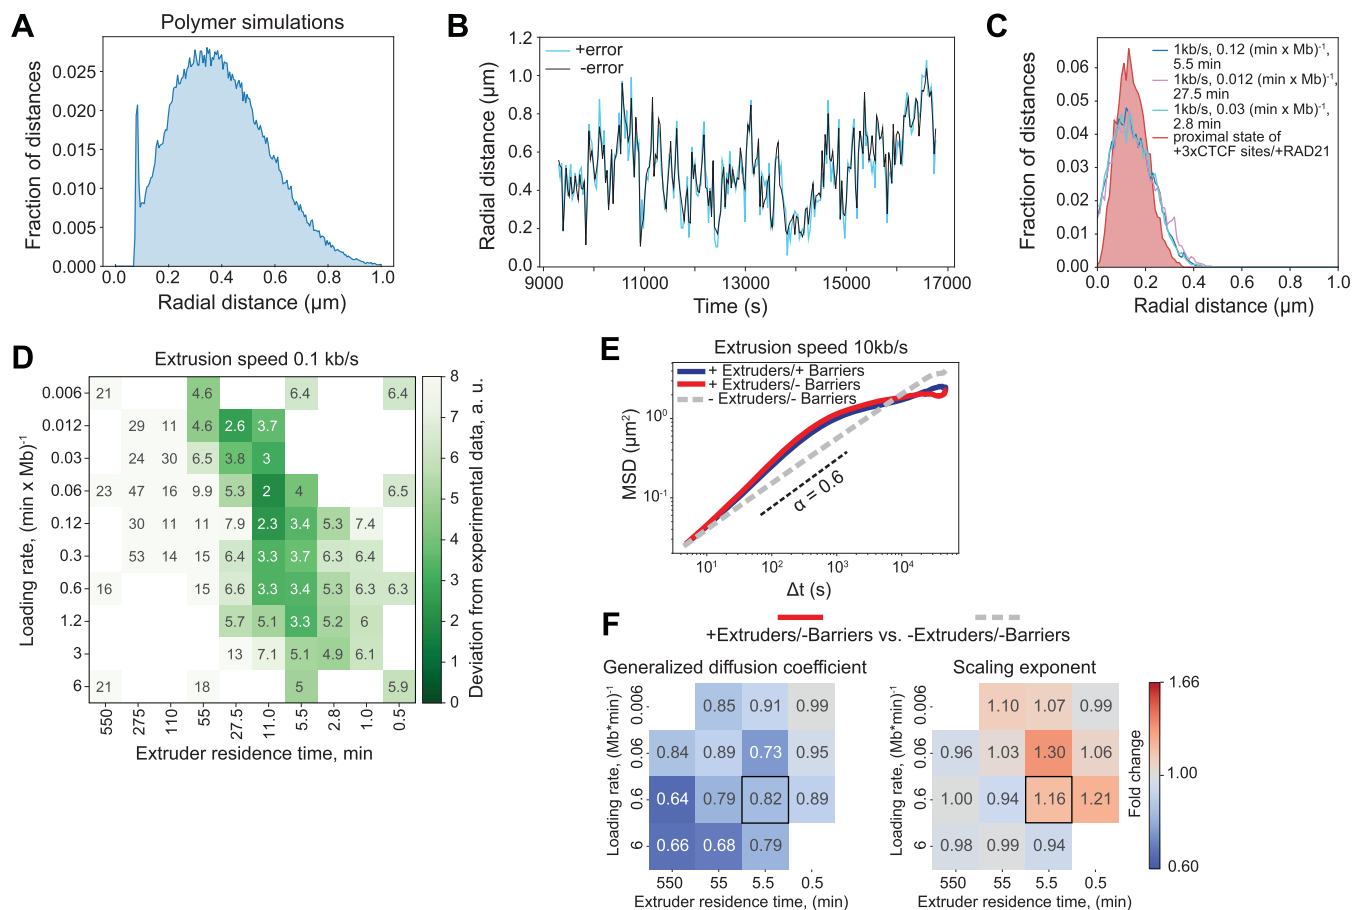 A
Polymer simulations
Fraction of distances
0.025
0.020
0.015
0.010
0.005
0.000
0.0 0.2 0.4 0.6 0.8 1.0
Radial distance (µm)
B
+error
-error
Radial distance (µm)
1.2
1.0
0.8
0.6
0.4
0.2
0.0
9000 11000 13000 15000 17000
Time (s)
C
1kb/s, 0.12 (min x Mb)-1,
5.5 min
1kb/s, 0.012 (min x Mb)-1,
27.5 min
1kb/s, 0.03 (min x Mb)-1,
2.8 min
proximal state of
+3xCTCF sites/+RAD21
Fraction of distances
0.06
0.05
0.04
0.03
0.02
0.01
0.00
0.0 0.2 0.4 0.6 0.8 1.0
Radial distance (µm)
D
Extrusion speed 0.1 kb/s
Loading rate, (min x Mb)-1
0.006 21 4.6 6.4 6.4
0.012 29 11 4.6 2.6 3.7
0.03 24 30 6.5 3.8 3
0.06 23 47 16 9.9 5.3 2 4 6.5
0.12 30 11 11 7.9 2.3 3.4 5.3 7.4
0.3 53 14 15 6.4 3.3 3.7 6.3 6.4
0.6 16 15 6.6 3.3 3.4 5.3 6.3 6.3
1.2 5.7 5.1 3.3 5.2 6
3 13 7.1 5.1 4.9 6.1
6 21 18 5 5.9
550 275 110 55 27.5 11.0 5.5 2.8 1.0 0.5
Extruder residence time, min
8
7
6
5
4
3
2
1
0
Deviation from experimental data, a. u.
E
Extrusion speed 10kb/s
+ Extruders/+ Barriers
+ Extruders/- Barriers
- Extruders/- Barriers
MSD (µm2)
100
10-1
α = 0.6
101 102 103 104
Δt (s)
F
+Extruders/-Barriers vs. -Extruders/-Barriers
Generalized diffusion coefficient
Loading rate, (Mb*min)-1
0.006 0.85 0.91 0.99
0.06 0.84 0.89 0.73 0.95
0.6 0.64 0.79 0.82 0.89
6 0.66 0.68 0.79
550 55 5.5 0.5
Extruder residence time, (min)
Scaling exponent
Loading rate, (Mb*min)-1
0.006 1.10 1.07 0.99
0.06 0.96 1.03 1.30 1.06
0.6 1.00 0.94 1.16 1.21
6 0.98 0.99 0.94
550 55 5.5 0.5
Extruder residence time, (min)
1.66
1.00
0.60
Fold change